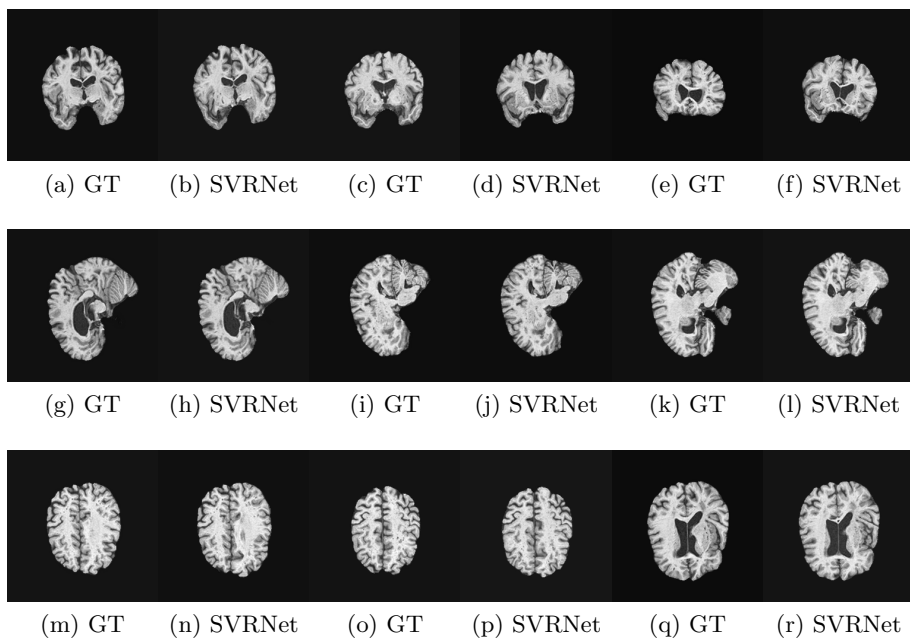 (a) GT (b) SVRNet (c) GT (d) SVRNet (e) GT (f) SVRNet
(g) GT (h) SVRNet (i) GT (j) SVRNet (k) GT (l) SVRNet
(m) GT (n) SVRNet (o) GT (p) SVRNet (q) GT (r) SVRNet